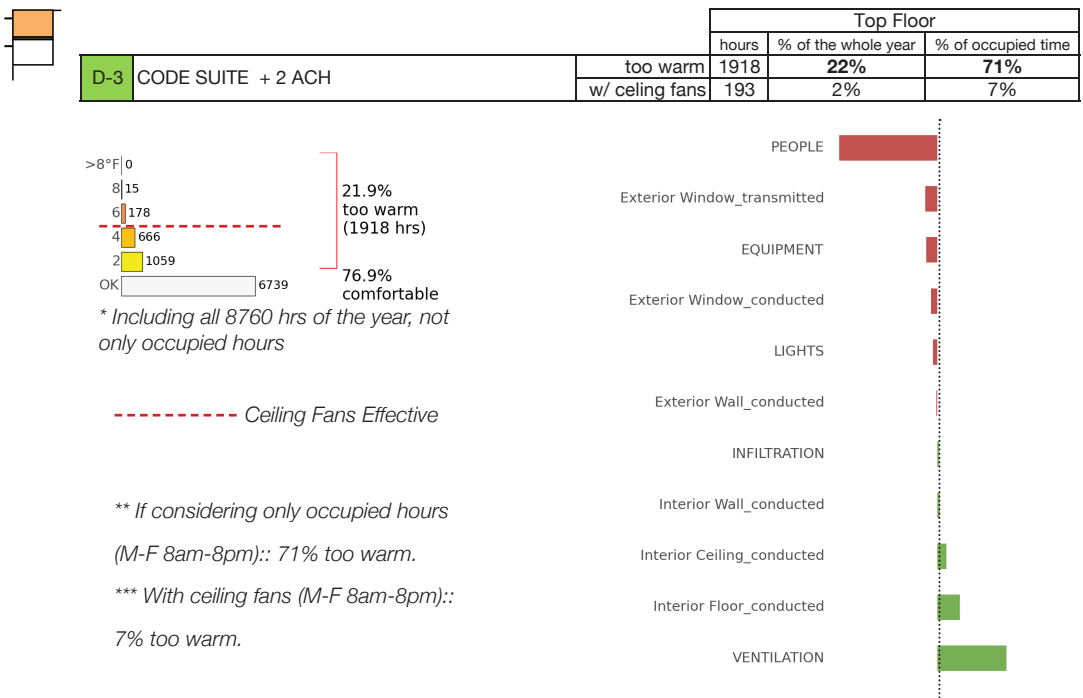 Top Floor
hours % of the whole year % of occupied time
D-3 CODE SUITE + 2 ACH too warm 1918 22% 71%
w/ celing fans 193 2% 7%
>8°F 0
8 15
6 178
4 666
2 1059
OK 6739
21.9%
too warm
(1918 hrs)
76.9%
comfortable
* Including all 8760 hrs of the year, not
only occupied hours
Ceiling Fans Effective
** If considering only occupied hours
(M-F 8am-8pm):: 71% too warm.
*** With ceiling fans (M-F 8am-8pm)::
7% too warm.
PEOPLE
Exterior Window_transmitted
EQUIPMENT
Exterior Window_conducted
LIGHTS
Exterior Wall_conducted
INFILTRATION
Interior Wall_conducted
Interior Ceiling_conducted
Interior Floor_conducted
VENTILATION